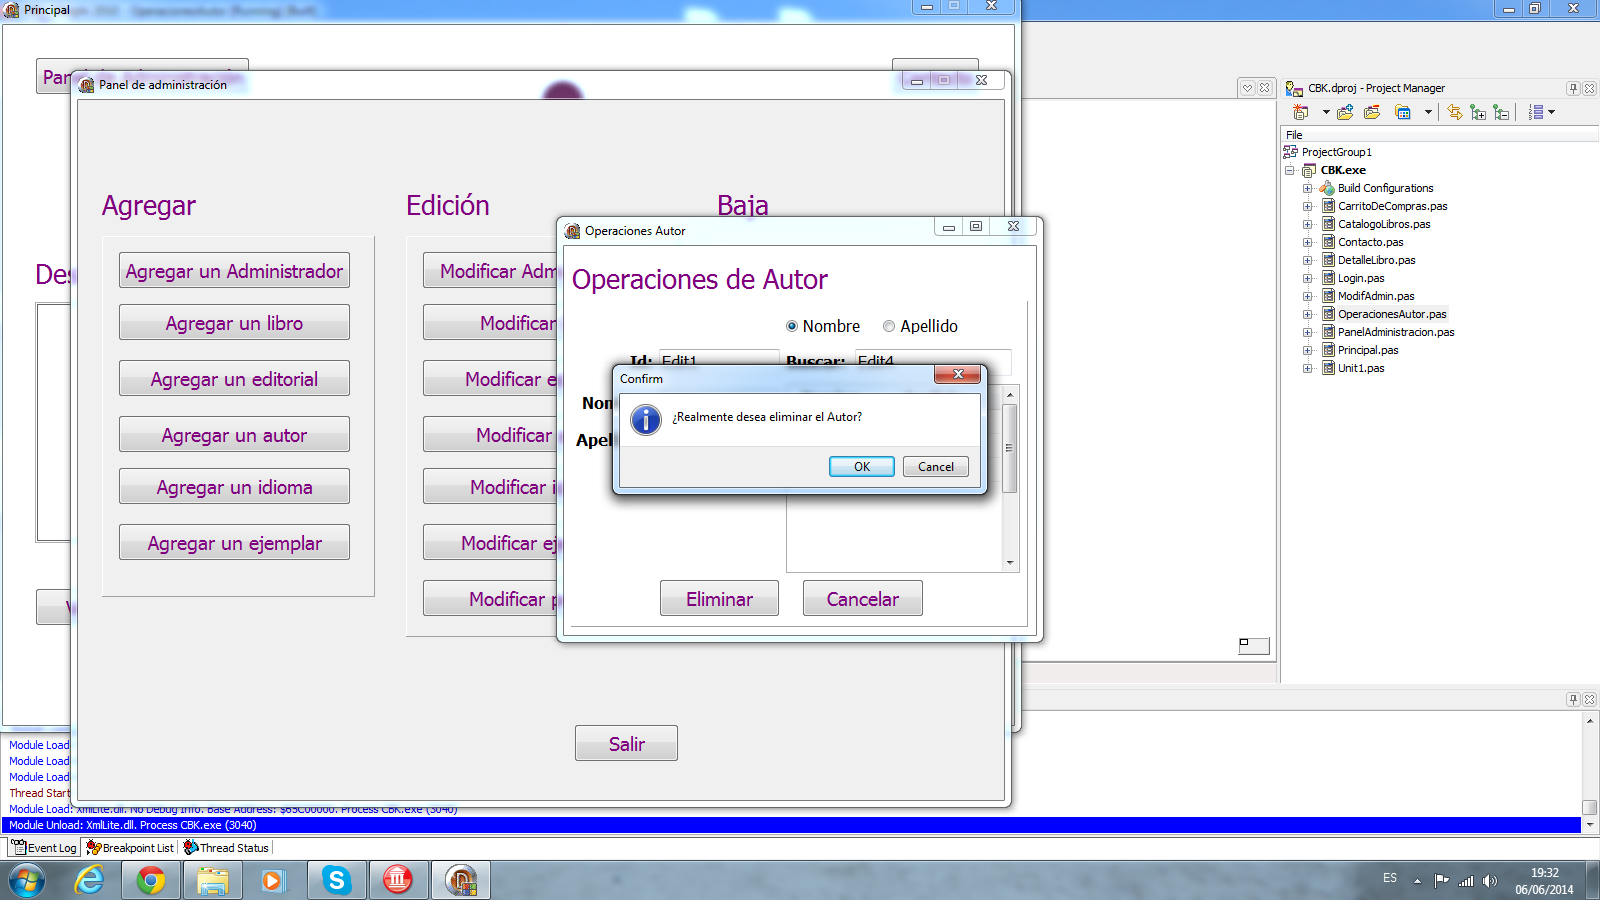 Principal
Panel de administración
Agregar
Edición
Baja
Agregar un Administrador
Agregar un libro
Agregar un editorial
Agregar un autor
Agregar un idioma
Agregar un ejemplar
Modificar Adm
Modificar
Modificar e
Modificar
Modificar i
Modificar ej
Modificar p
Salir
Operaciones Autor
Operaciones de Autor
Nombre
Apellido
Id:
Edit1
Buscar:
Edit4
Nom
Apel
Confirm
¿Realmente desea eliminar el Autor?
OK
Cancel
Eliminar
Cancelar
CBK.dproj - Project Manager
File
ProjectGroup1
CBK.exe
Build Configurations
CarritoDeCompras.pas
CatalogoLibros.pas
Contacto.pas
DetalleLibro.pas
Login.pas
ModifAdmin.pas
OperacionesAutor.pas
PanelAdministracion.pas
Principal.pas
Unit1.pas
Module Load
Module Load
Module Load
Thread Start
Module Load: XmlLite.dll. No Debug Info. Base Address: $65C00000. Process CBK.exe (3040)
Module Unload: XmlLite.dll. Process CBK.exe (3040)
Event Log
Breakpoint List
Thread Status
ES
19:32
06/06/2014